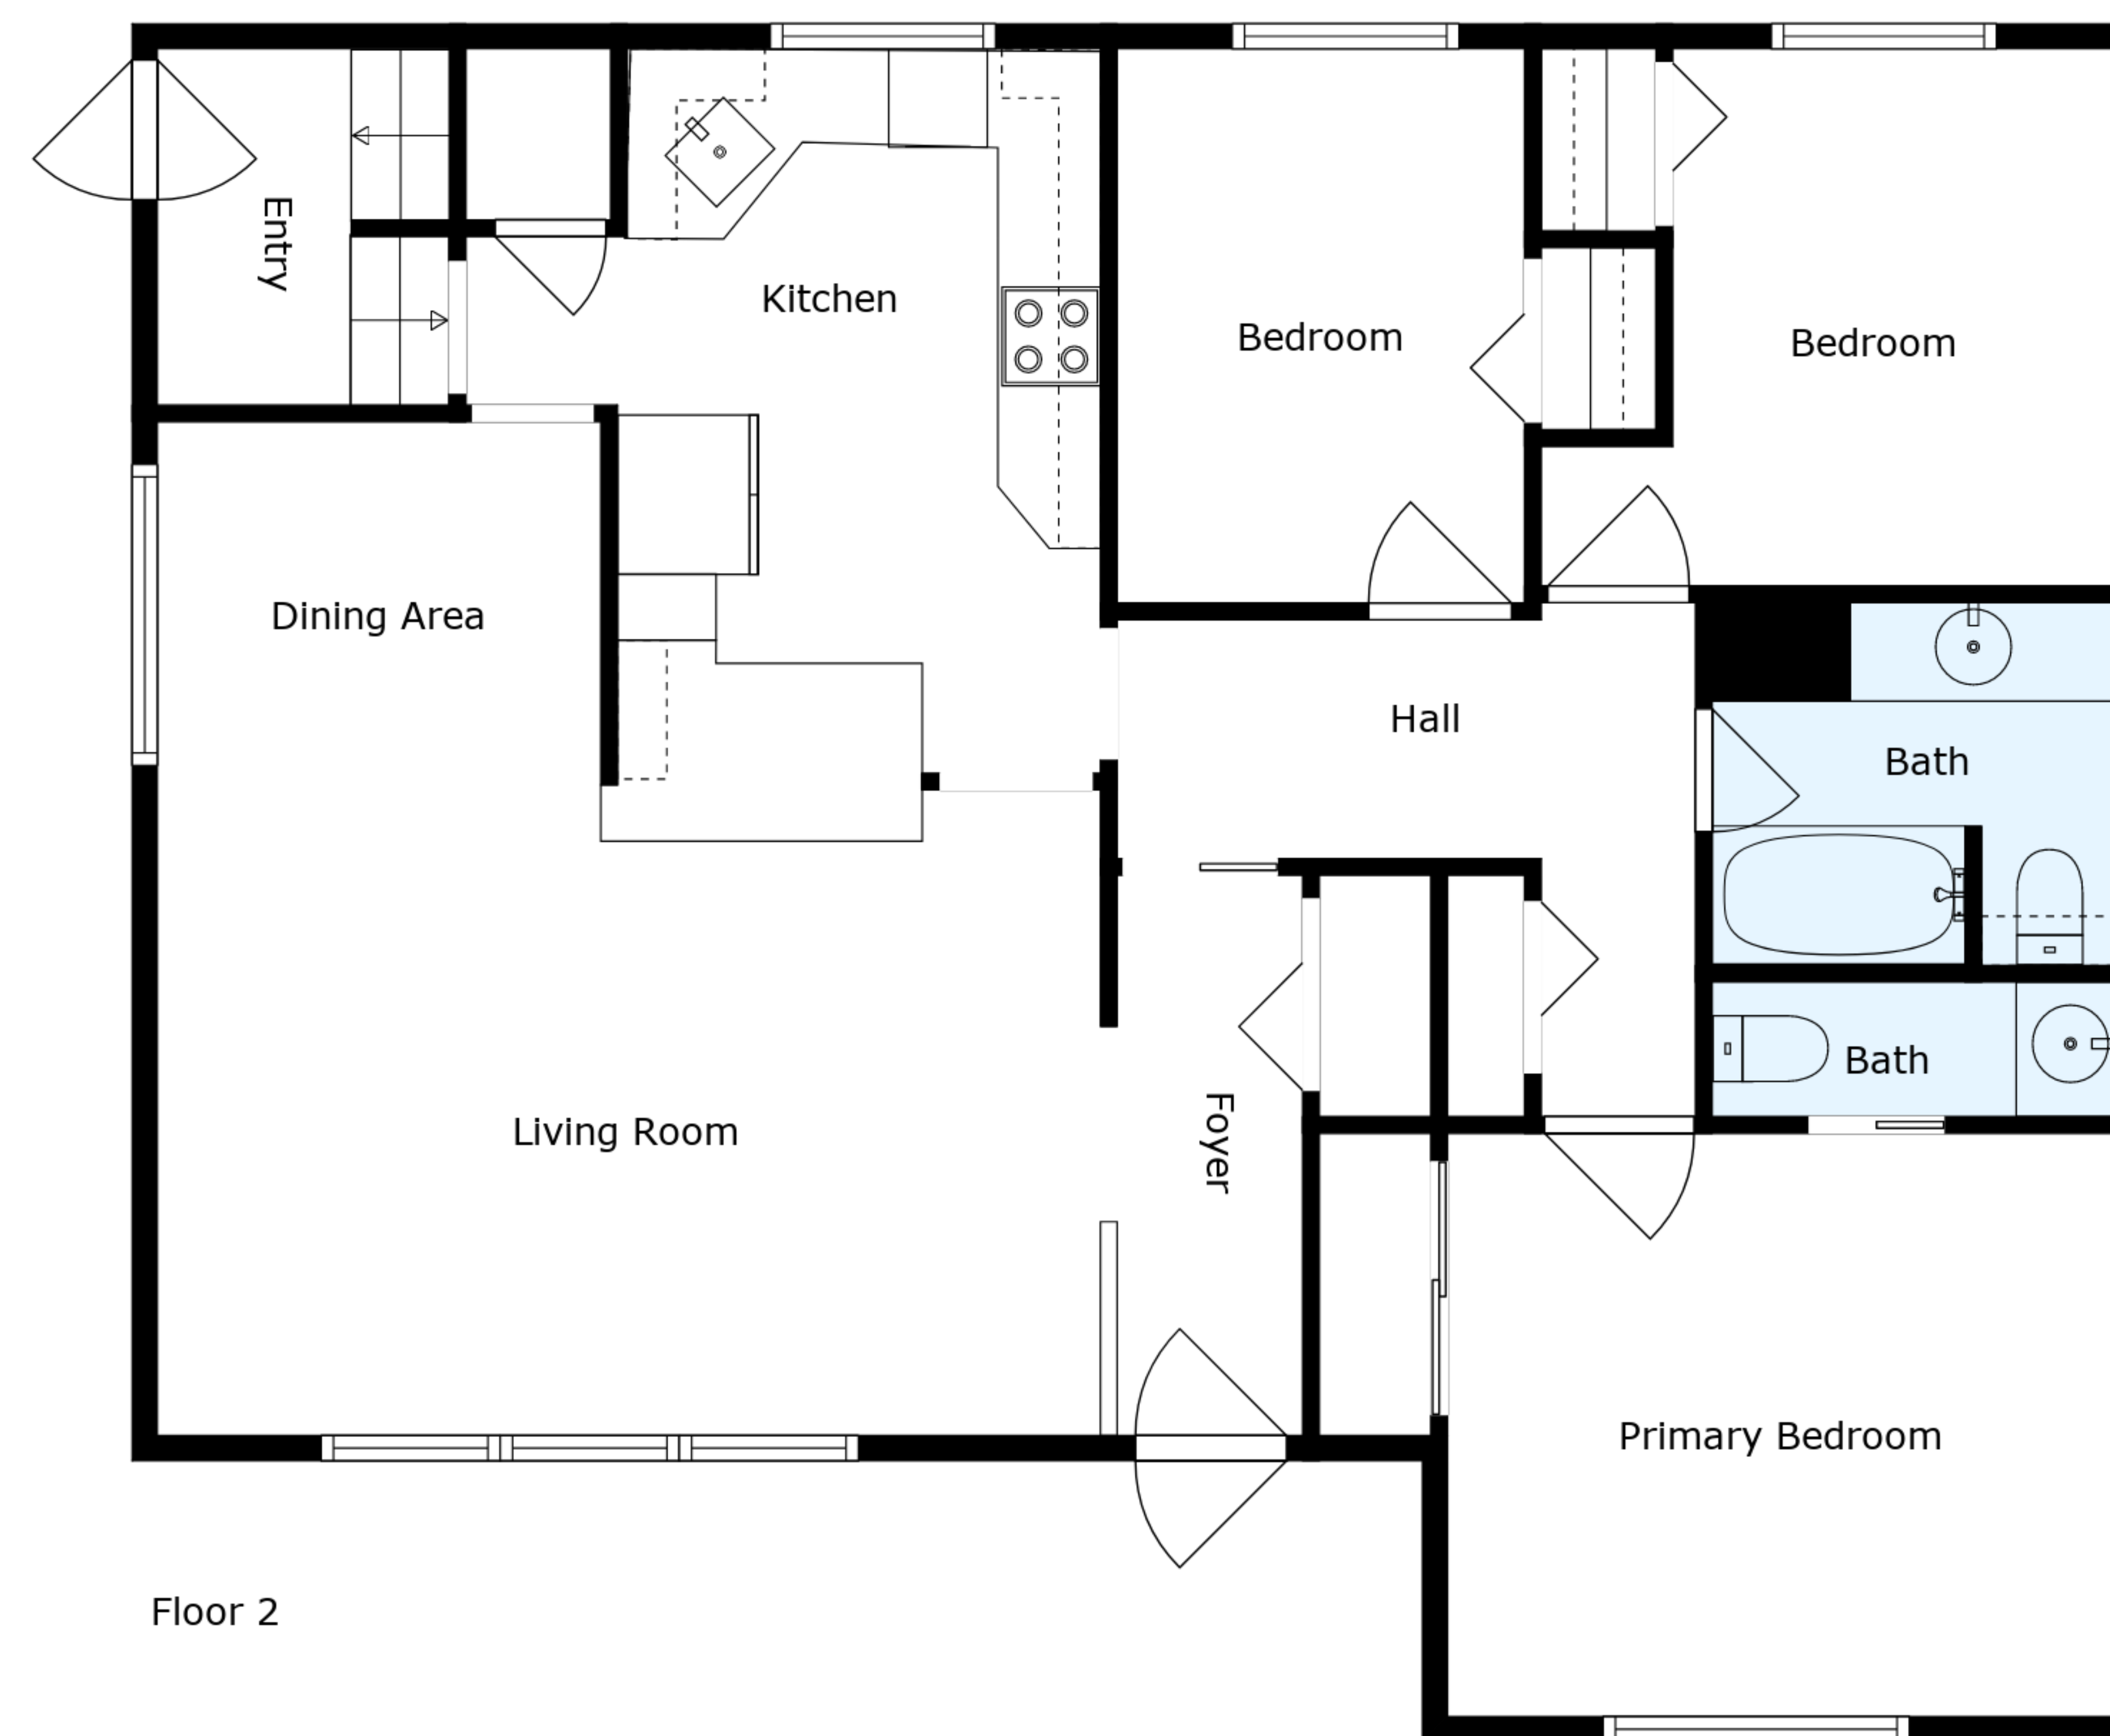 Entry
Kitchen
Bedroom
Bedroom
Dining Area
Hall
Bath
Bath
Living Room
Foyer
Primary Bedroom
Floor 2